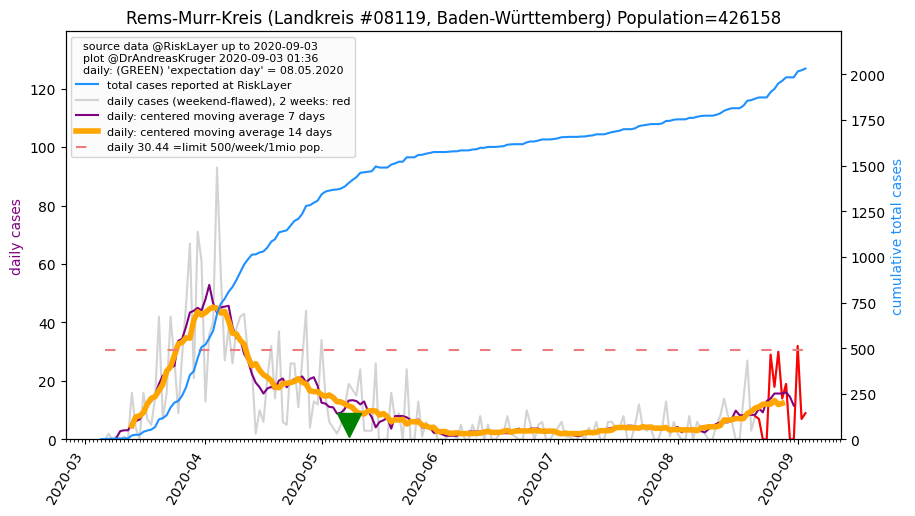 Rems-Murr-Kreis (Landkreis #08119, Baden-Württemberg) Population=426158
source data @RiskLayer up to 2020-09-03
plot @DrAndreasKruger 2020-09-03 01:36
daily: (GREEN) 'expectation day' = 08.05.2020
total cases reported at RiskLayer
daily cases (weekend-flawed), 2 weeks: red
daily: centered moving average 7 days
daily: centered moving average 14 days
daily 30.44 =limit 500/week/1mio pop.
daily cases
120
100
80
60
40
20
0
cumulative total cases
2000
1750
1500
1250
1000
750
500
250
0
2020-03
2020-04
2020-05
2020-06
2020-07
2020-08
2020-09